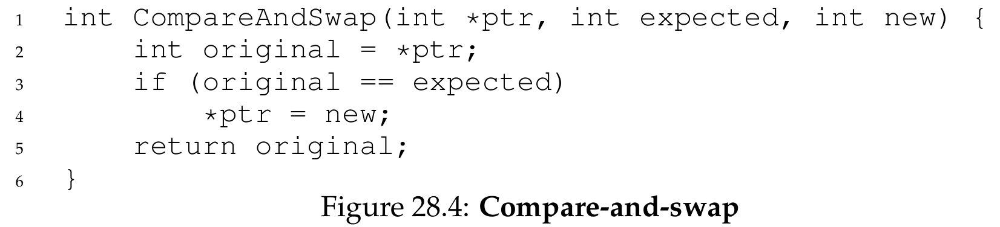 1 int CompareAndSwap(int *ptr, int expected, int new) {
2     int original = *ptr;
3     if (original == expected)
4         *ptr = new;
5     return original;
6 }
Figure 28.4: Compare-and-swap